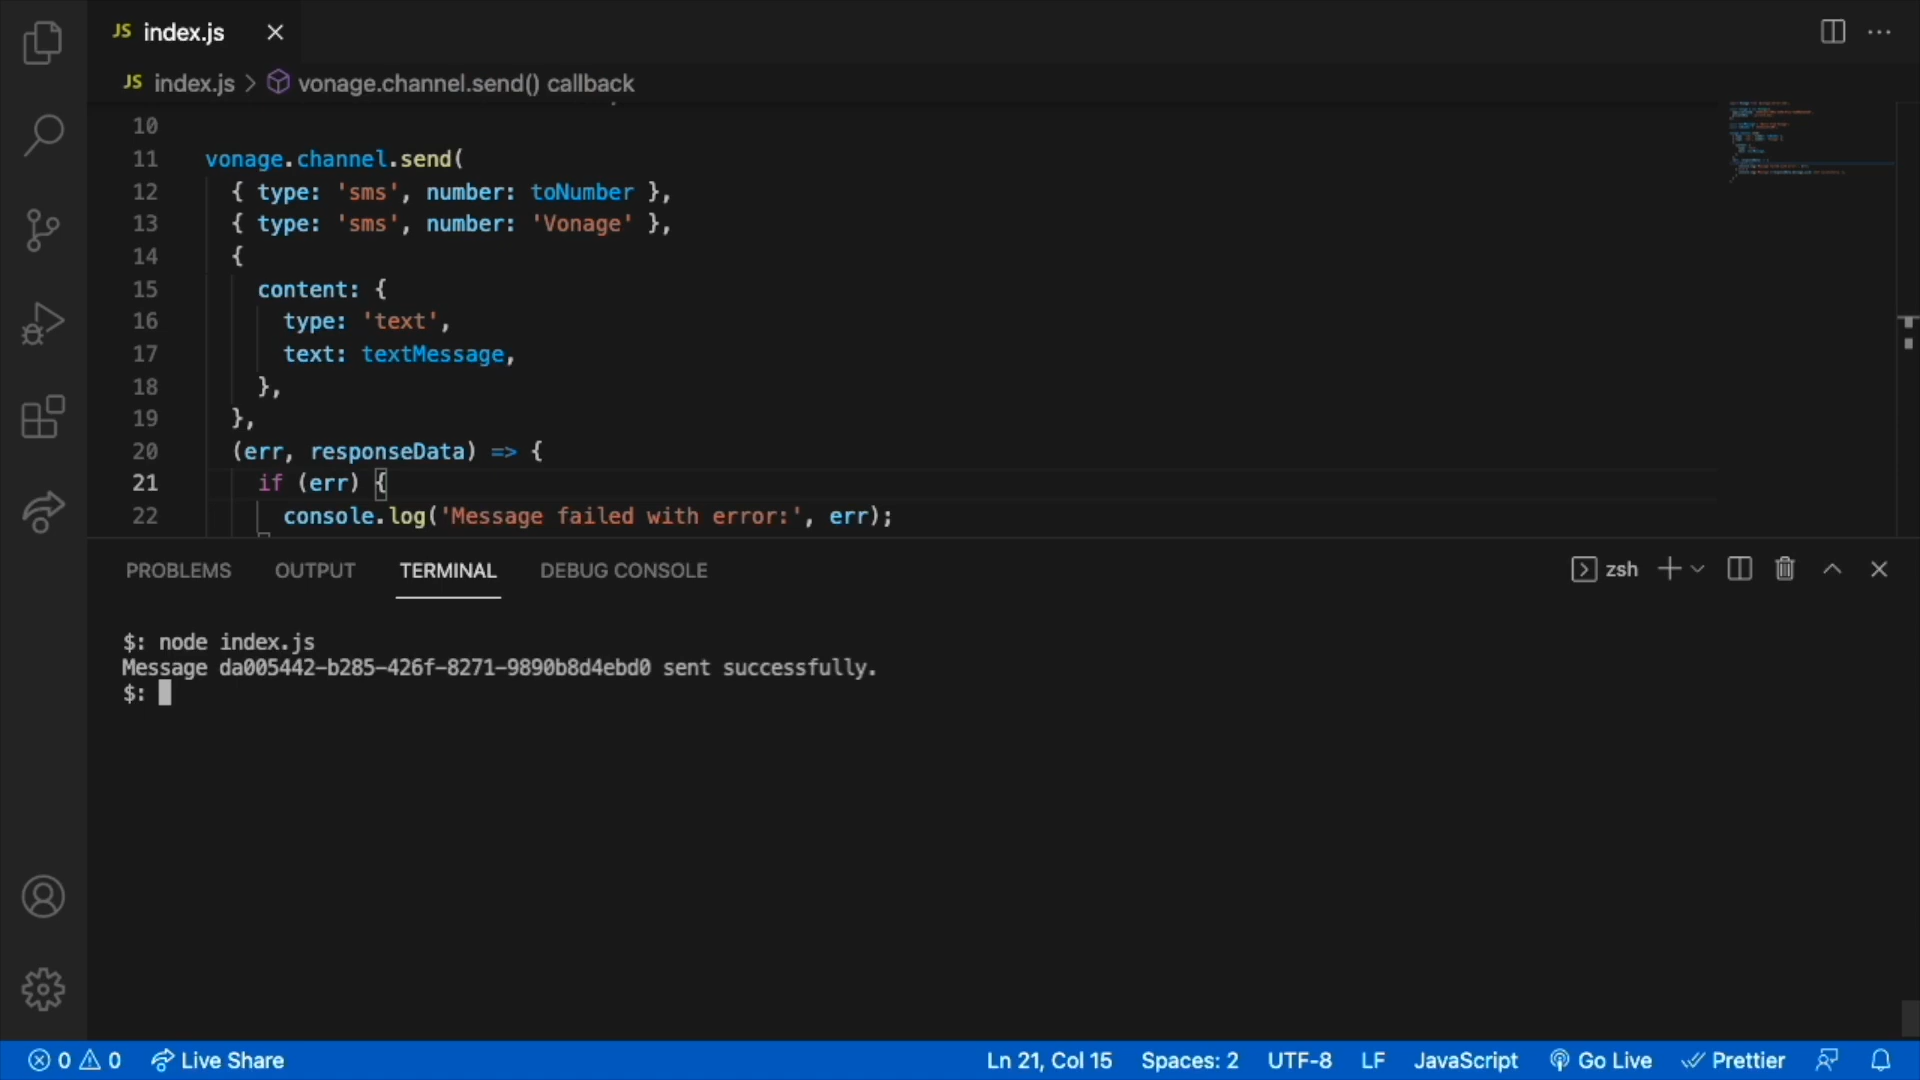 JS index.js
JS index.js > vonage.channel.send() callback
10
11 vonage.channel.send(
12 { type: 'sms', number: toNumber },
13 { type: 'sms', number: 'Vonage' },
14 {
15 content: {
16 type: 'text',
17 text: textMessage,
18 },
19 },
20 (err, responseData) => {
21 if (err) {
22 console.log('Message failed with error:', err);
PROBLEMS OUTPUT TERMINAL DEBUG CONSOLE zsh
$: node index.js
Message da005442-b285-426f-8271-9890b8d4ebd0 sent successfully.
$:
0 0 Live Share Ln 21, Col 15 Spaces: 2 UTF-8 LF JavaScript Go Live Prettier